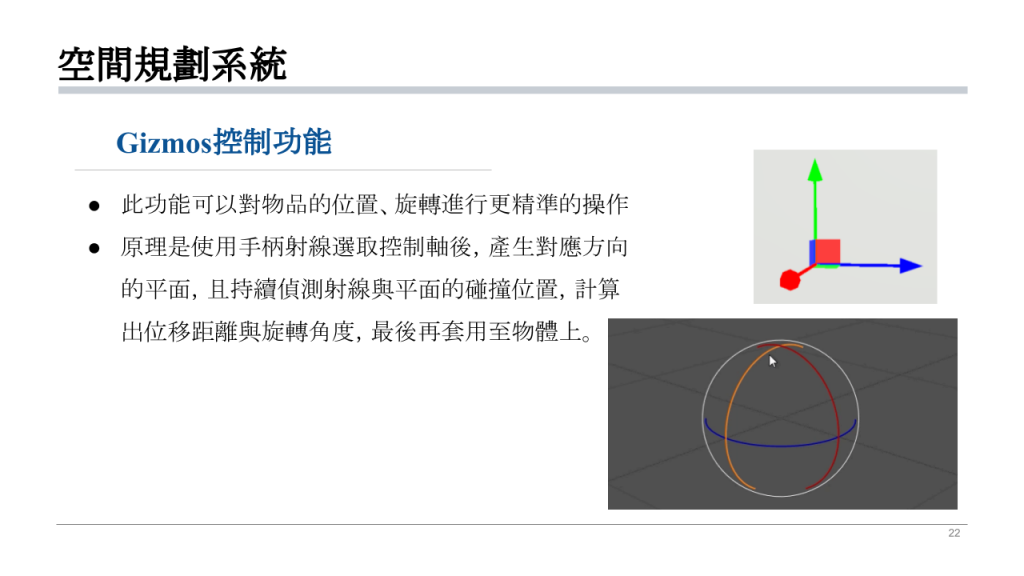 空間規劃系統
Gizmos控制功能
● 此功能可以對物品的位置、旋轉進行更精準的操作
● 原理是使用手柄射線選取控制軸後, 產生對應方向
的平面, 且持續偵測射線與平面的碰撞位置, 計算
出位移距離與旋轉角度, 最後再套用至物體上。
22